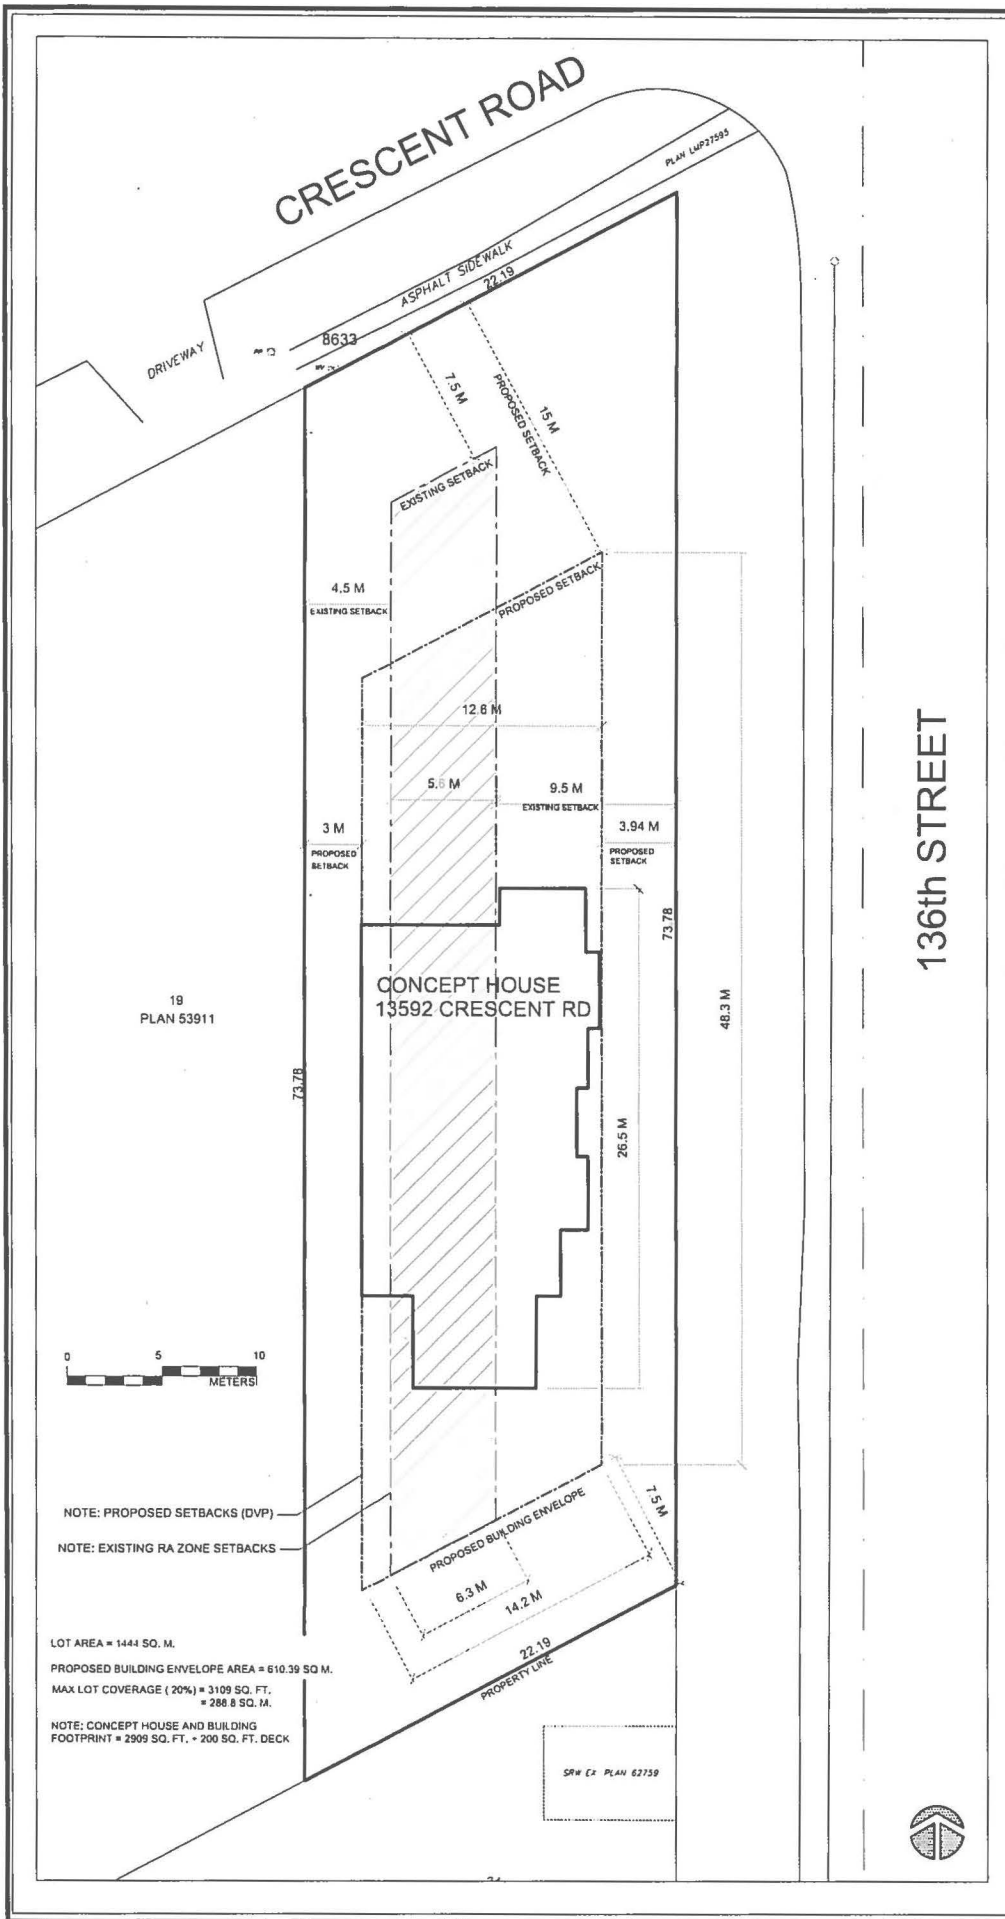 CRESCENT ROAD
PLAN LMP27595
ASPHALT SIDEWALK
22.19
8633
DRIVEWAY
7.5 M
15 M
PROPOSED SETBACK
EXISTING SETBACK
4.5 M
EXISTING SETBACK
PROPOSED SETBACK
12.6 M
5.6 M
9.5 M
EXISTING SETBACK
3 M
PROPOSED
SETBACK
3.94 M
PROPOSED
SETBACK
136th STREET
73.78
CONCEPT HOUSE
13592 CRESCENT RD
19
PLAN 53911
48.3 M
73.78
26.5 M
0 5 10
METERS
NOTE: PROPOSED SETBACKS (DVP)
NOTE: EXISTING RA ZONE SETBACKS
7.5 M
PROPOSED BUILDING ENVELOPE
6.3 M
14.2 M
22.19
PROPERTY LINE
LOT AREA = 1444 SQ. M.
PROPOSED BUILDING ENVELOPE AREA = 610.39 SQ M.
MAX LOT COVERAGE ( 20%) = 3109 SQ. FT.
= 288.8 SQ. M.
NOTE: CONCEPT HOUSE AND BUILDING
FOOTPRINT = 2909 SQ. FT. + 200 SQ. FT. DECK
SRW EX PLAN 62759